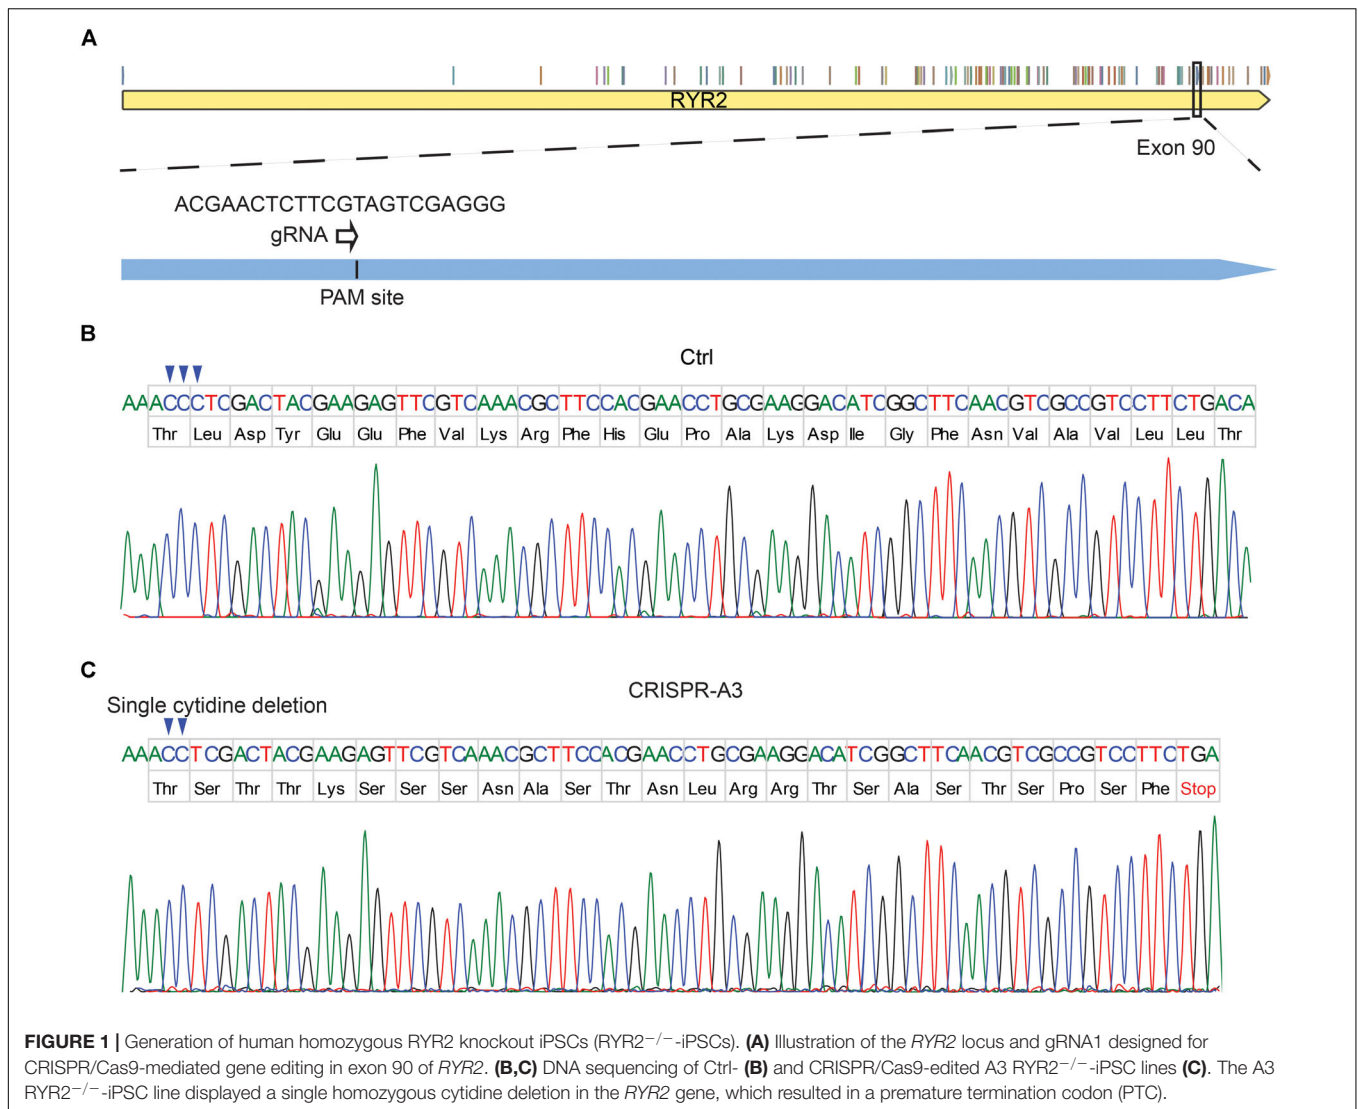 A
RYR2
Exon 90
ACGAACTCTTCGTAGTCGAGGG
gRNA
PAM site
B
Ctrl
AAACCCTCGACTACGAAGAGTTCGTCAAACGCTTCCACGAACCTGCGAAGGACATCGGCTTCAACGTCGCCGTCCTTCTGACA
Thr Leu Asp Tyr Glu Glu Phe Val Lys Arg Phe His Glu Pro Ala Lys Asp Ile Gly Phe Asn Val Ala Val Leu Leu Thr
C
CRISPR-A3
Single cytidine deletion
AAACCTCGACTACGAAGAGTTCGTCAAACGCTTCCACGAACCTGCGAAGGACATCGGCTTCAACGTCGCCGTCCTTCTGA
Thr Ser Thr Thr Lys Ser Ser Ser Asn Ala Ser Thr Asn Leu Arg Arg Thr Ser Ala Ser Thr Ser Pro Ser Phe Stop
FIGURE 1 | Generation of human homozygous RYR2 knockout iPSCs (RYR2−/−-iPSCs). (A) Illustration of the RYR2 locus and gRNA1 designed for
CRISPR/Cas9-mediated gene editing in exon 90 of RYR2. (B,C) DNA sequencing of Ctrl- (B) and CRISPR/Cas9-edited A3 RYR2−/−-iPSC lines (C). The A3
RYR2−/−-iPSC line displayed a single homozygous cytidine deletion in the RYR2 gene, which resulted in a premature termination codon (PTC).